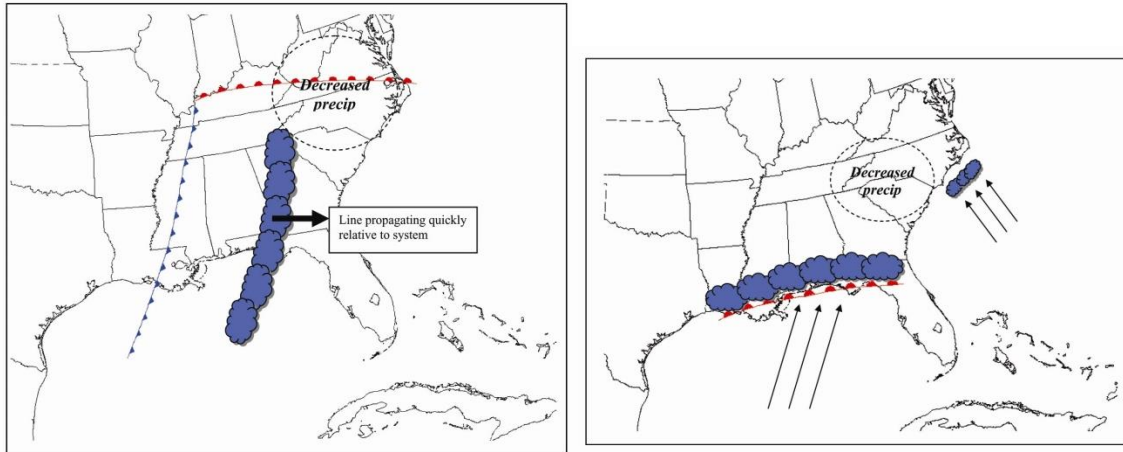 Decreased
precip
Line propagating quickly
relative to system
Decreased
precip